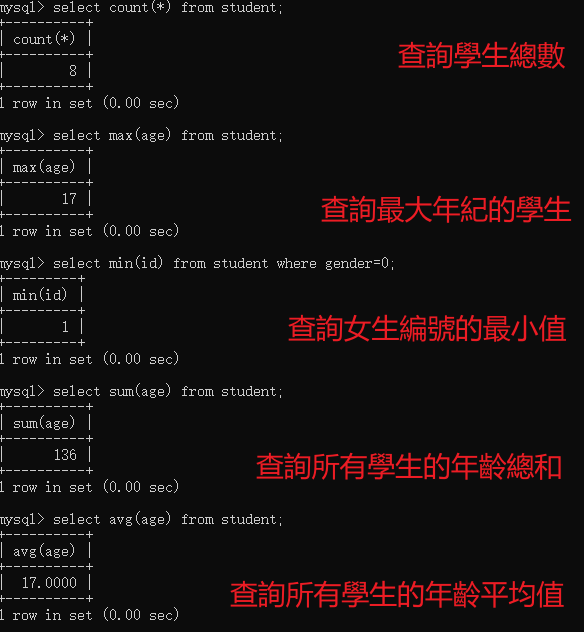 mysql> select count(*) from student;
+----------+
| count(*) |
+----------+
|        8 |
+----------+
1 row in set (0.00 sec)
查詢學生總數
mysql> select max(age) from student;
+----------+
| max(age) |
+----------+
|       17 |
+----------+
1 row in set (0.00 sec)
查詢最大年紀的學生
mysql> select min(id) from student where gender=0;
+---------+
| min(id) |
+---------+
|       1 |
+---------+
1 row in set (0.00 sec)
查詢女生編號的最小值
mysql> select sum(age) from student;
+----------+
| sum(age) |
+----------+
|      136 |
+----------+
1 row in set (0.00 sec)
查詢所有學生的年齡總和
mysql> select avg(age) from student;
+----------+
| avg(age) |
+----------+
|  17.0000 |
+----------+
1 row in set (0.00 sec)
查詢所有學生的年齡平均值